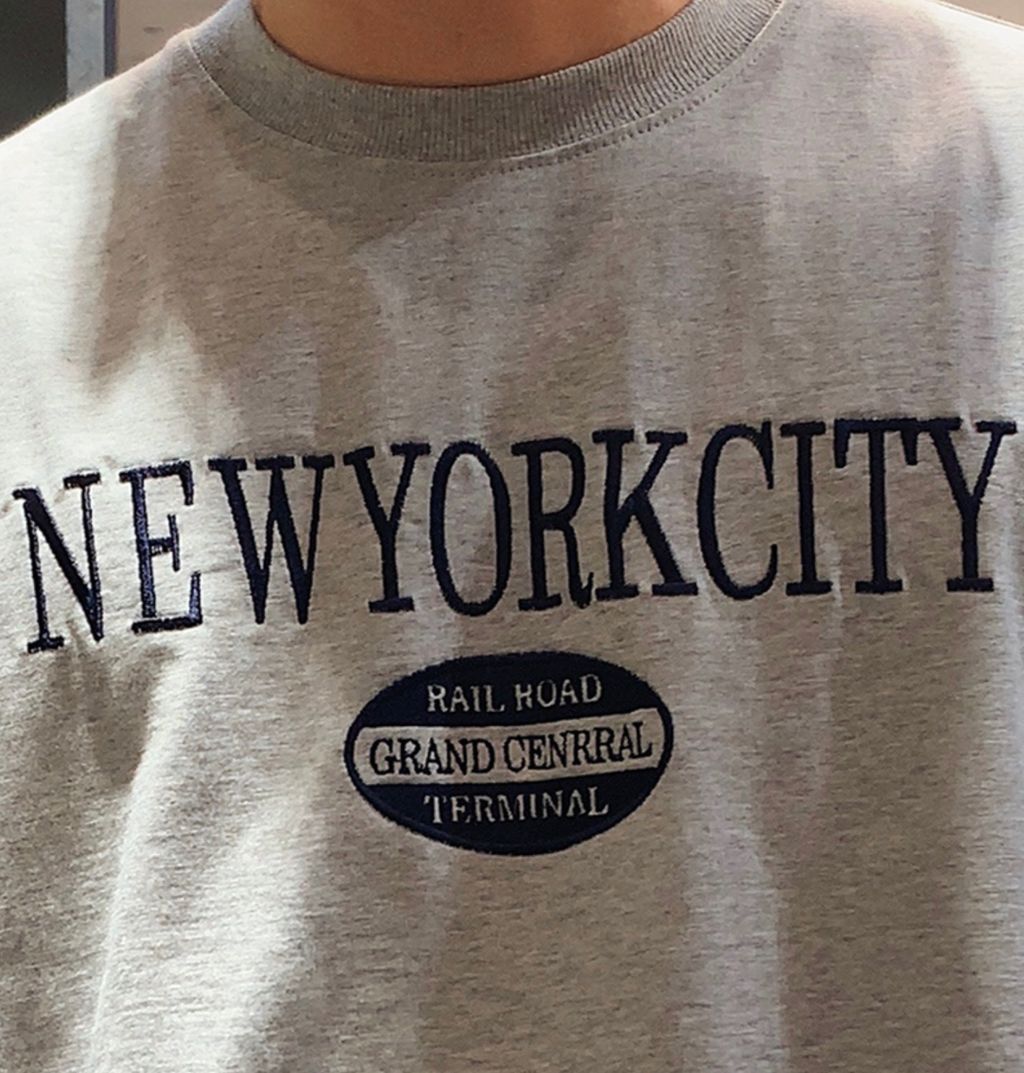 NEWYORKCITY
RAIL ROAD
GRAND CENRRAL
TERMINAL